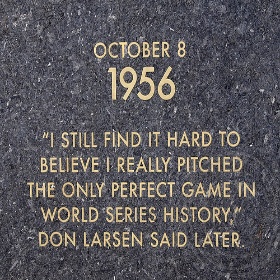 OCTOBER 8
1956
"I STILL FIND IT HARD TO
BELIEVE I REALLY PITCHED
THE ONLY PERFECT GAME IN
WORLD SERIES HISTORY,"
DON LARSEN SAID LATER.